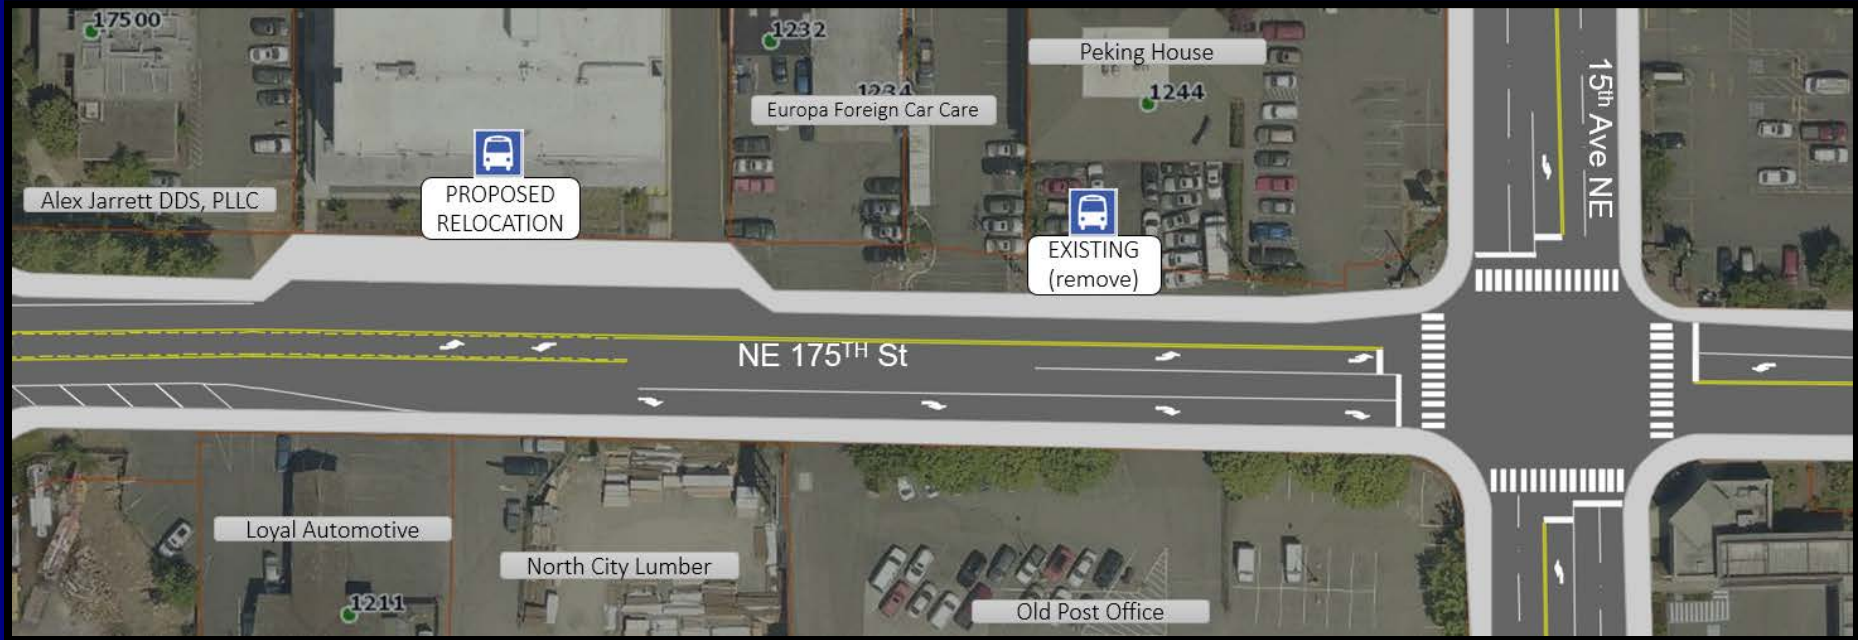 17500
1232
Peking House
1234
1244
Europa Foreign Car Care
15th Ave NE
Alex Jarrett DDS, PLLC
PROPOSED
RELOCATION
EXISTING
(remove)
NE 175TH St
Loyal Automotive
North City Lumber
1211
Old Post Office